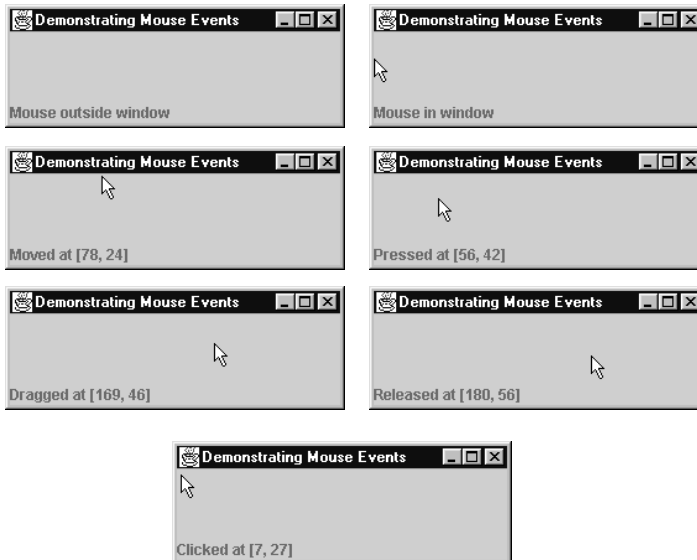 Demonstrating Mouse Events
Mouse outside window
Demonstrating Mouse Events
Mouse in window
Demonstrating Mouse Events
Moved at [78, 24]
Demonstrating Mouse Events
Pressed at [56, 42]
Demonstrating Mouse Events
Dragged at [169, 46]
Demonstrating Mouse Events
Released at [180, 56]
Demonstrating Mouse Events
Clicked at [7, 27]